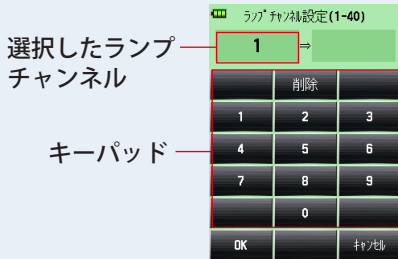 ﾗﾝﾌﾟﾁｬﾝﾈﾙ設定(1-40)
選択したランプ
チャンネル
1 ⇒
削除
1 2 3
キーパッド
4 5 6
7 8 9
0
OK ｷｬﾝｾﾙ